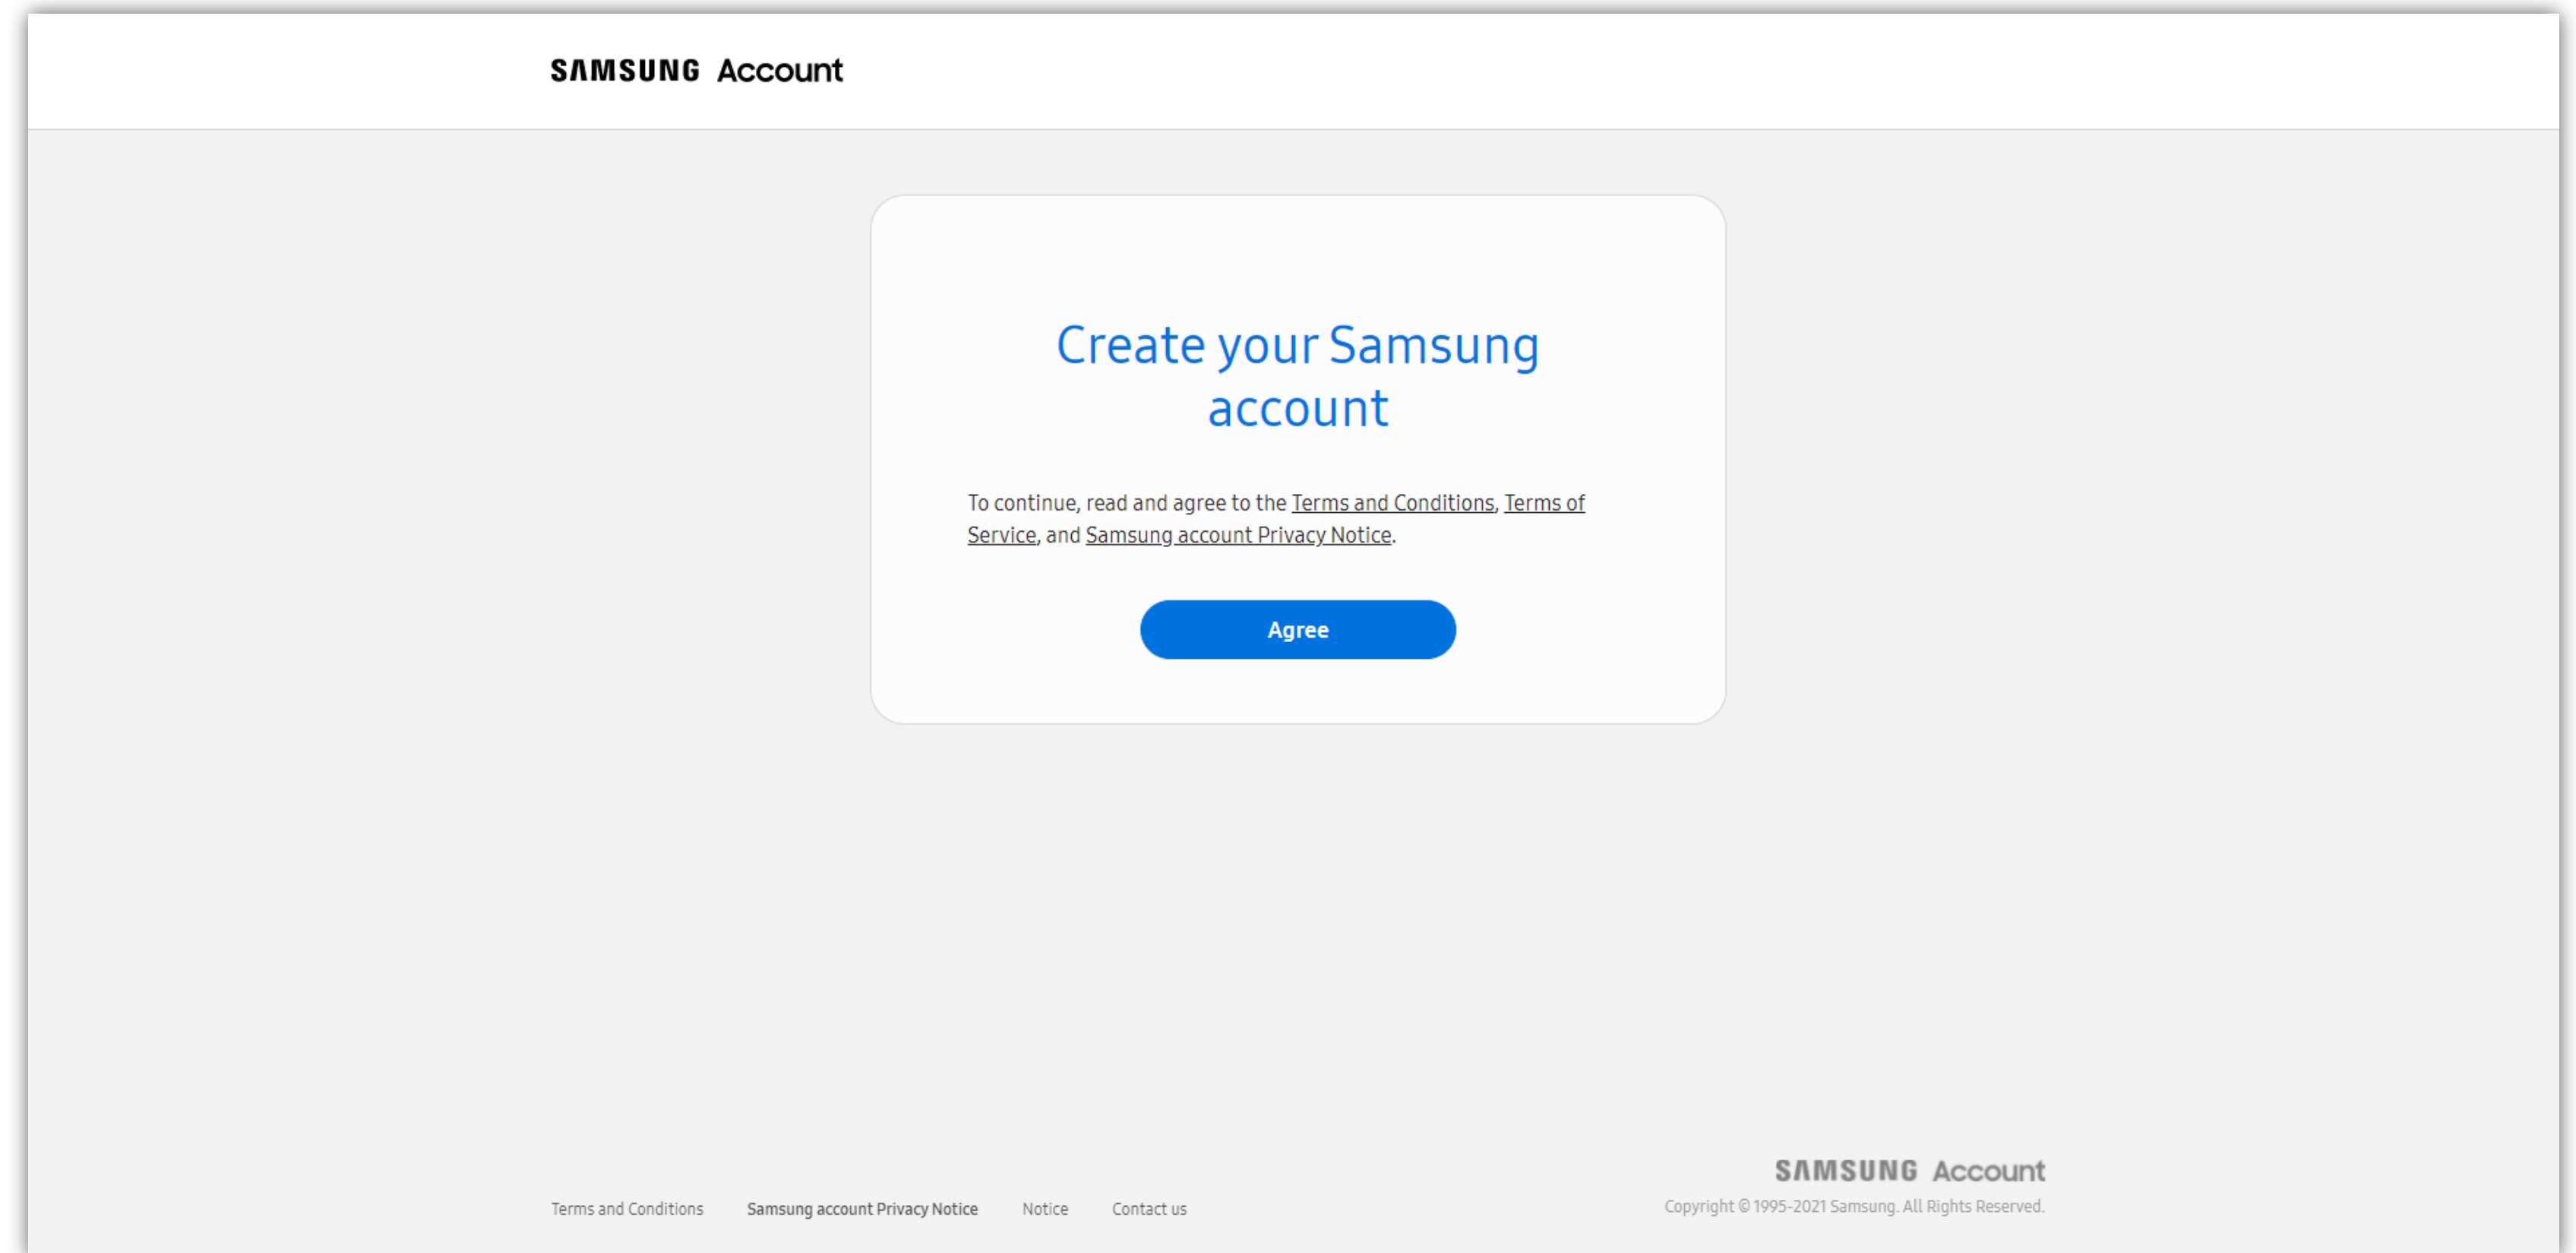 SAMSUNG Account
Create your Samsung
account
To continue, read and agree to the Terms and Conditions, Terms of
Service, and Samsung account Privacy Notice.
Agree
SAMSUNG Account
Terms and Conditions Samsung account Privacy Notice Notice Contact us
Copyright © 1995-2021 Samsung. All Rights Reserved.